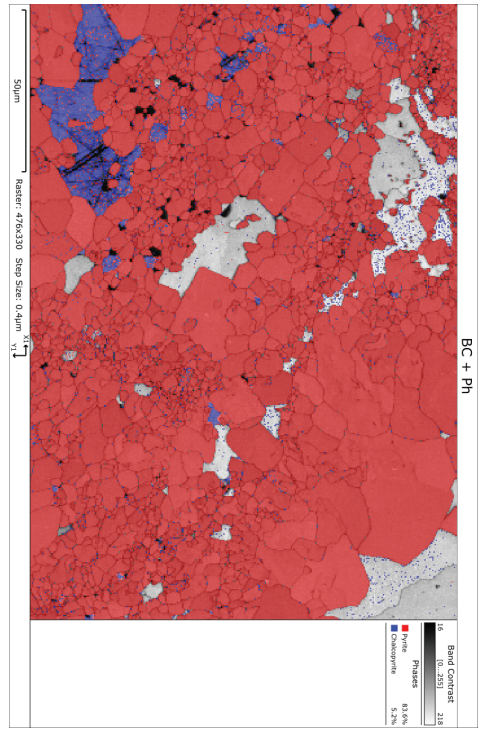 BC + Ph
Band Contrast
16 [0...255] 218
Phases
Pyrite 83.6%
Chalcopyrite 5.2%
50μm
Raster: 476x330 Step Size: 0.4μm
X1
Y1